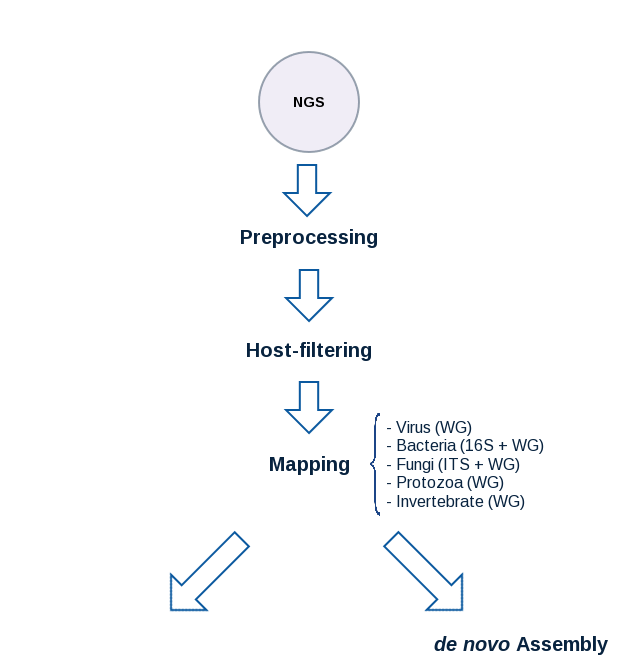 NGS
Preprocessing
Host-filtering
Mapping
- Virus (WG)
- Bacteria (16S + WG)
- Fungi (ITS + WG)
- Protozoa (WG)
- Invertebrate (WG)
de novo Assembly